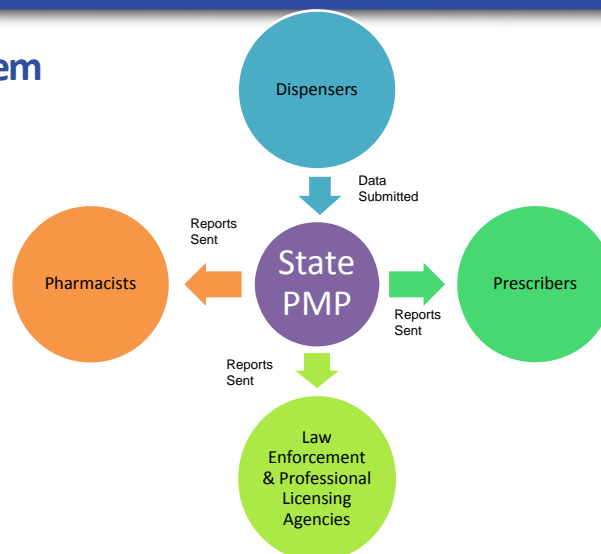 em
Dispensers
Data
Submitted
Reports
Sent
Pharmacists
State
PMP
Prescribers
Reports
Sent
Reports
Sent
Law
Enforcement
& Professional
Licensing
Agencies